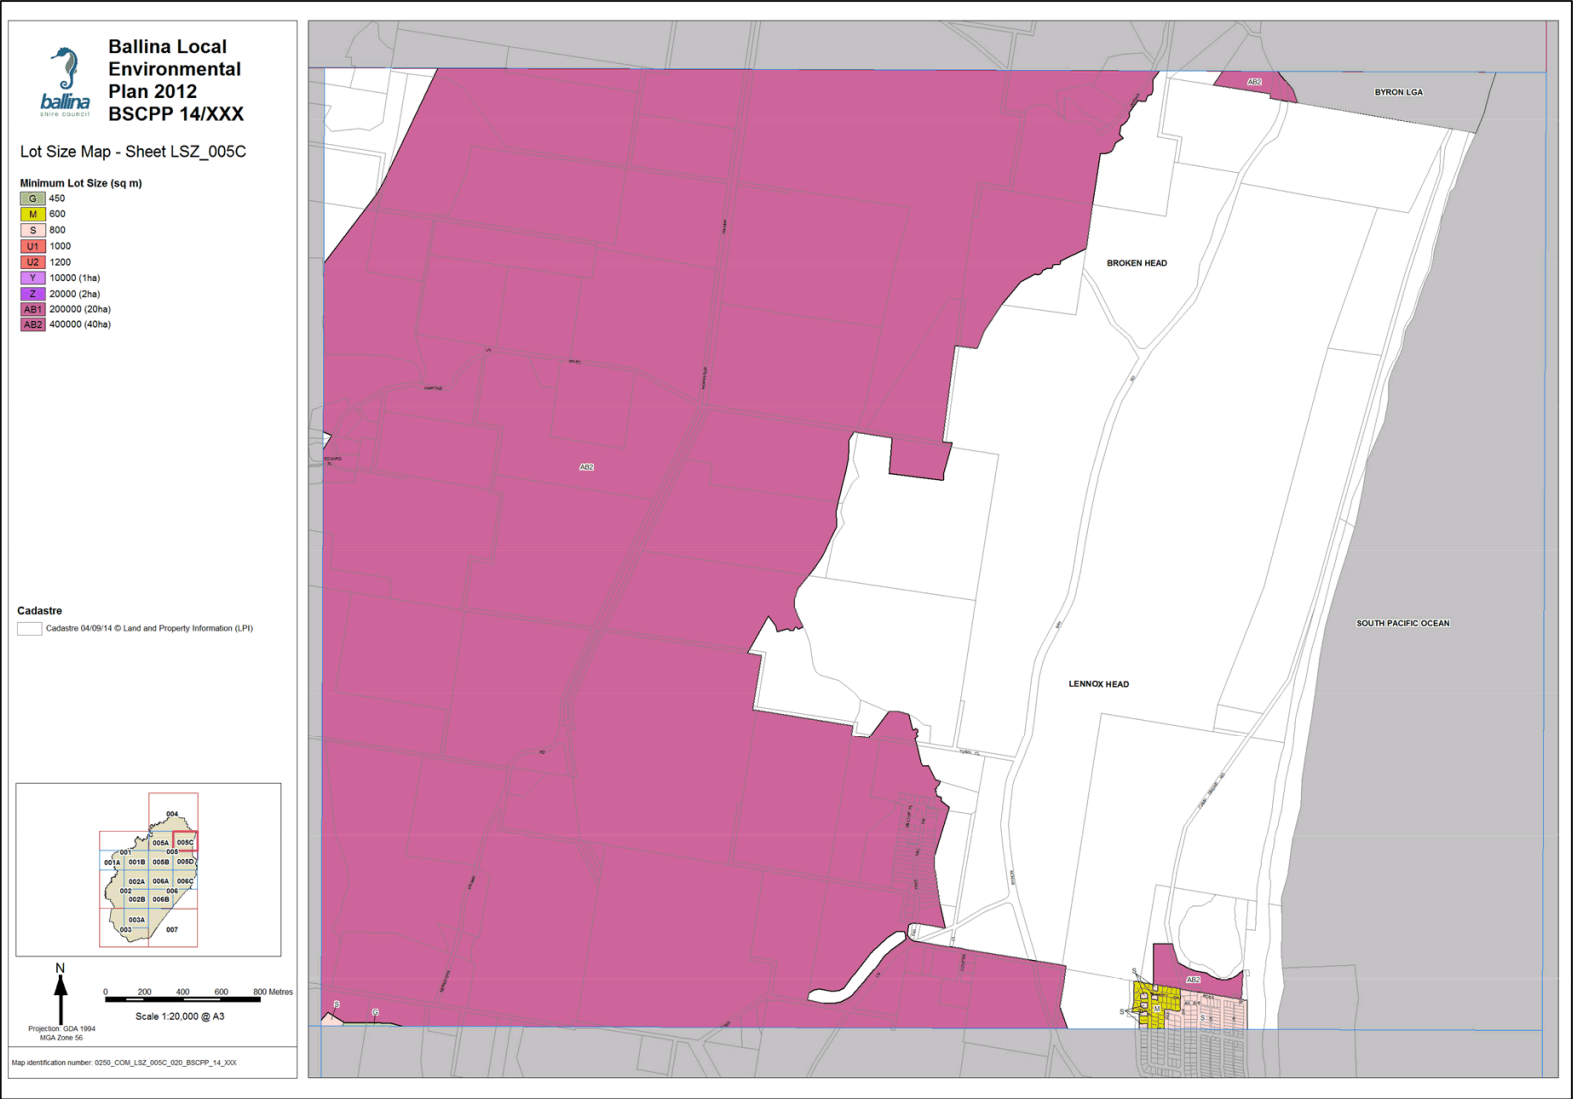 Ballina Local
Environmental
Plan 2012
BSCPP 14/XXX
ballina
shire council
Lot Size Map - Sheet LSZ_005C
Minimum Lot Size (sq m)
G 450
M 600
S 800
U1 1000
U2 1200
Y 10000 (1ha)
Z 20000 (2ha)
AB1 200000 (20ha)
AB2 400000 (40ha)
Cadastre
Cadastre 04/09/14 © Land and Property Information (LPI)
004
005A 005C
001 005
001A 001B 005B 005D
002A 006A 006C
002 006
002B 006B
003A
003 007
N
0 200 400 600 800 Metres
Scale 1:20,000 @ A3
Projection: GDA 1994
MGA Zone 56
Map identification number: 0250_COM_LSZ_005C_020_BSCPP_14_XXX
AB2
BYRON LGA
BROKEN HEAD
AB2
SOUTH PACIFIC OCEAN
LENNOX HEAD
AB2
S
S
M
S
S
G
RD
RD